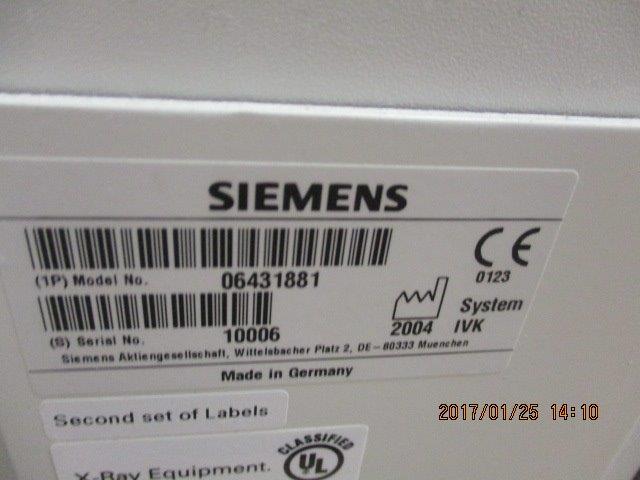 SIEMENS
CE
0123
(1P) Model No. 06431881
(S) Serial No. 10006
2004
System
IVK
Siemens Aktiengesellschaft, Wittelsbacher Platz 2, DE-80333 Muenchen
Made in Germany
Second set of Labels
X-Ray Equipment.
CLASSIFIED
UL
2017/01/25 14:10